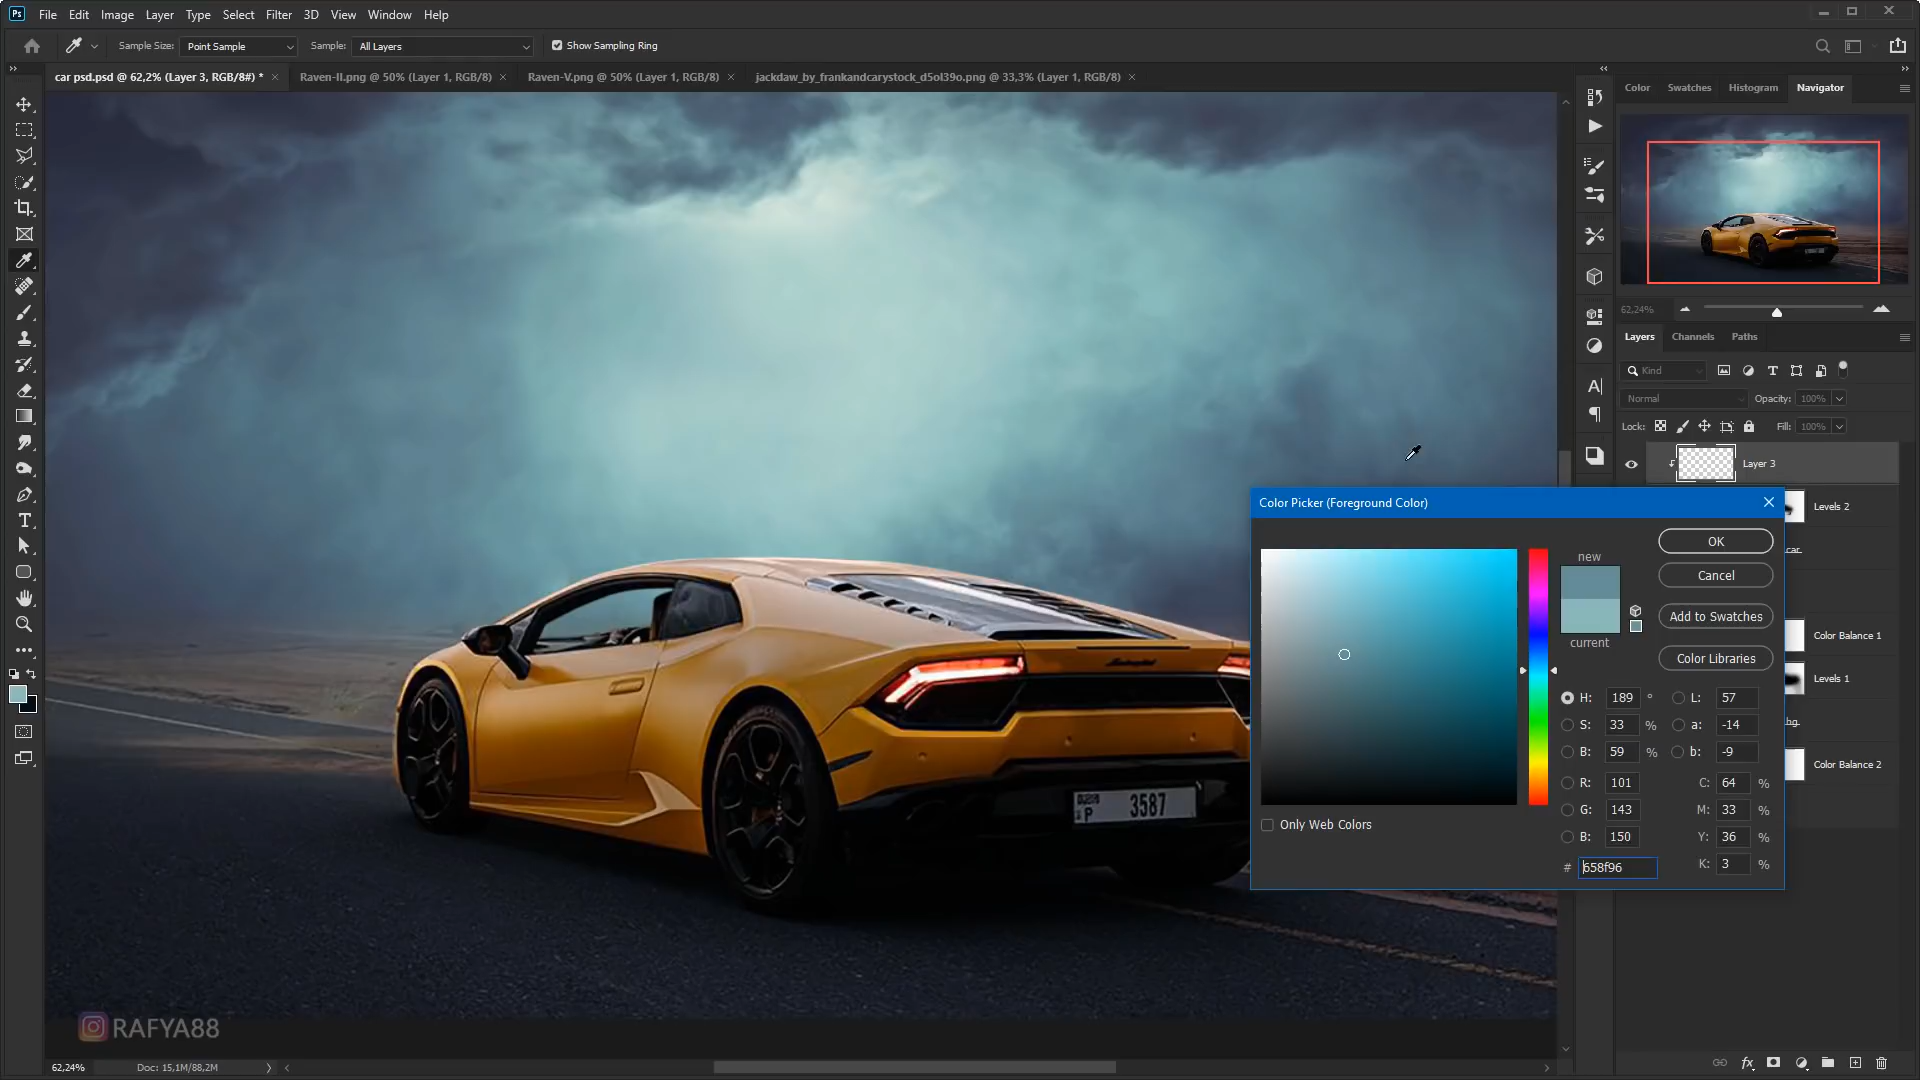 Ps File Edit Image Layer Type Select Filter 3D View Window Help
Sample Size: Point Sample Sample: All Layers Show Sampling Ring
car psd.psd @ 62,2% (Layer 3, RGB/8#) * Raven-II.png @ 50% (Layer 1, RGB/8) Raven-V.png @ 50% (Layer 1, RGB/8) jackdaw_by_frankandcarystock_d5ol39o.png @ 33,3% (Layer 1, RGB/8)
Color Swatches Histogram Navigator
62,24%
Layers Channels Paths
Kind
Normal Opacity: 100%
Lock: Fill: 100%
Layer 3
Levels 2
car
Color Balance 1
Levels 1
bg
Color Balance 2
Color Picker (Foreground Color)
new
current
OK
Cancel
Add to Swatches
Color Libraries
H: 189 ° L: 57
S: 33 % a: -14
B: 59 % b: -9
R: 101 C: 64 %
G: 143 M: 33 %
B: 150 Y: 36 %
# 658f96 K: 3 %
Only Web Colors
P 3587
RAFYA88
62,24% Doc: 15,1M/88,2M